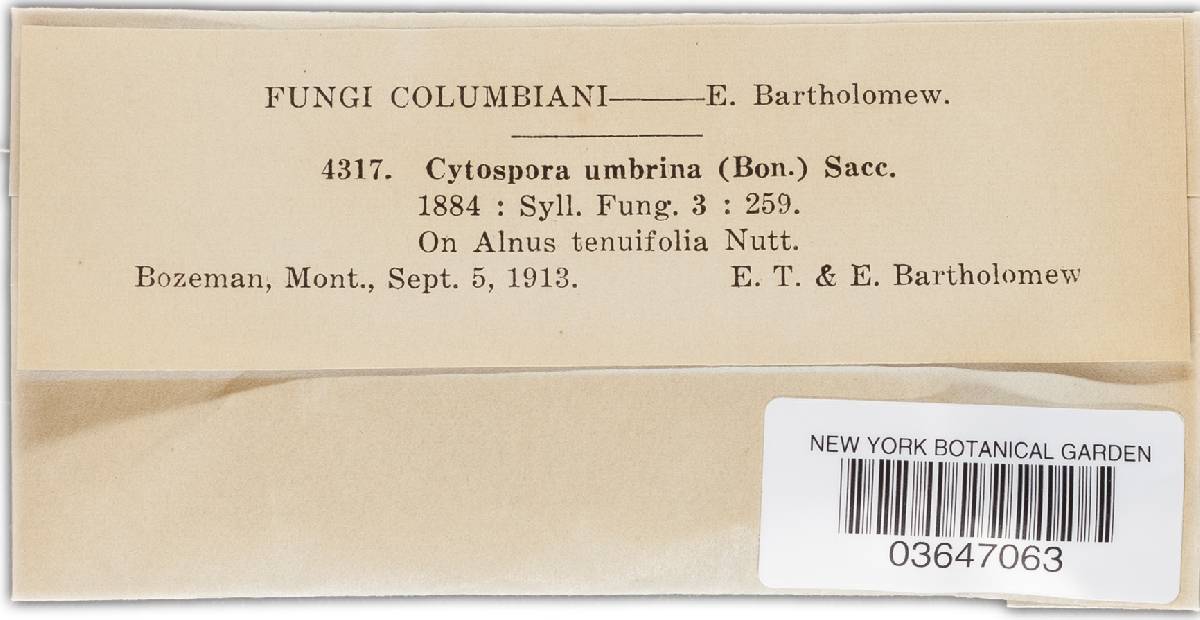 FUNGI COLUMBIANI——E. Bartholomew.
4317. Cytospora umbrina (Bon.) Sacc.
1884 : Syll. Fung. 3 : 259.
On Alnus tenuifolia Nutt.
Bozeman, Mont., Sept. 5, 1913. E. T. & E. Bartholomew
NEW YORK BOTANICAL GARDEN
03647063